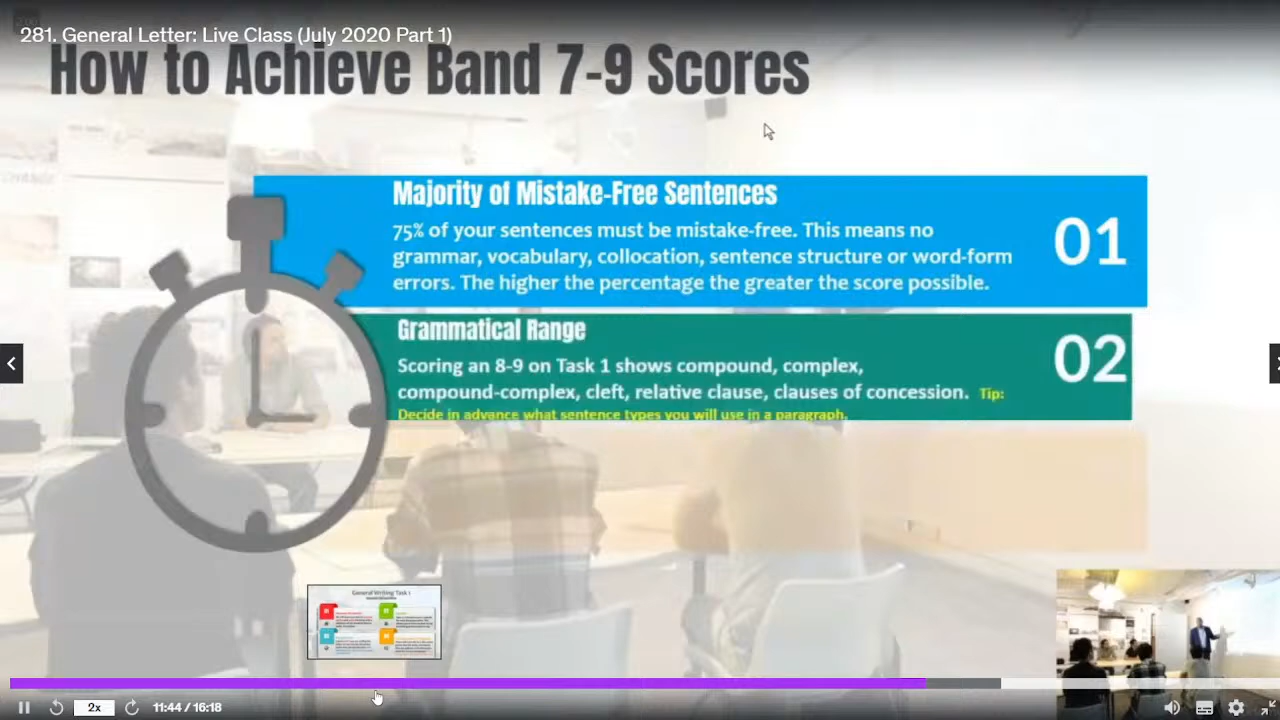 281. General Letter: Live Class (July 2020 Part 1)
How to Achieve Band 7-9 Scores
Majority of Mistake-Free Sentences
75% of your sentences must be mistake-free. This means no
grammar, vocabulary, collocation, sentence structure or word-form
errors. The higher the percentage the greater the score possible.
01
Grammatical Range
Scoring an 8-9 on Task 1 shows compound, complex,
compound-complex, cleft, relative clause, clauses of concession. Tip:
Decide in advance what sentence types you will use in a paragraph.
02
General Writing Task 1
2x
11:44 / 16:18